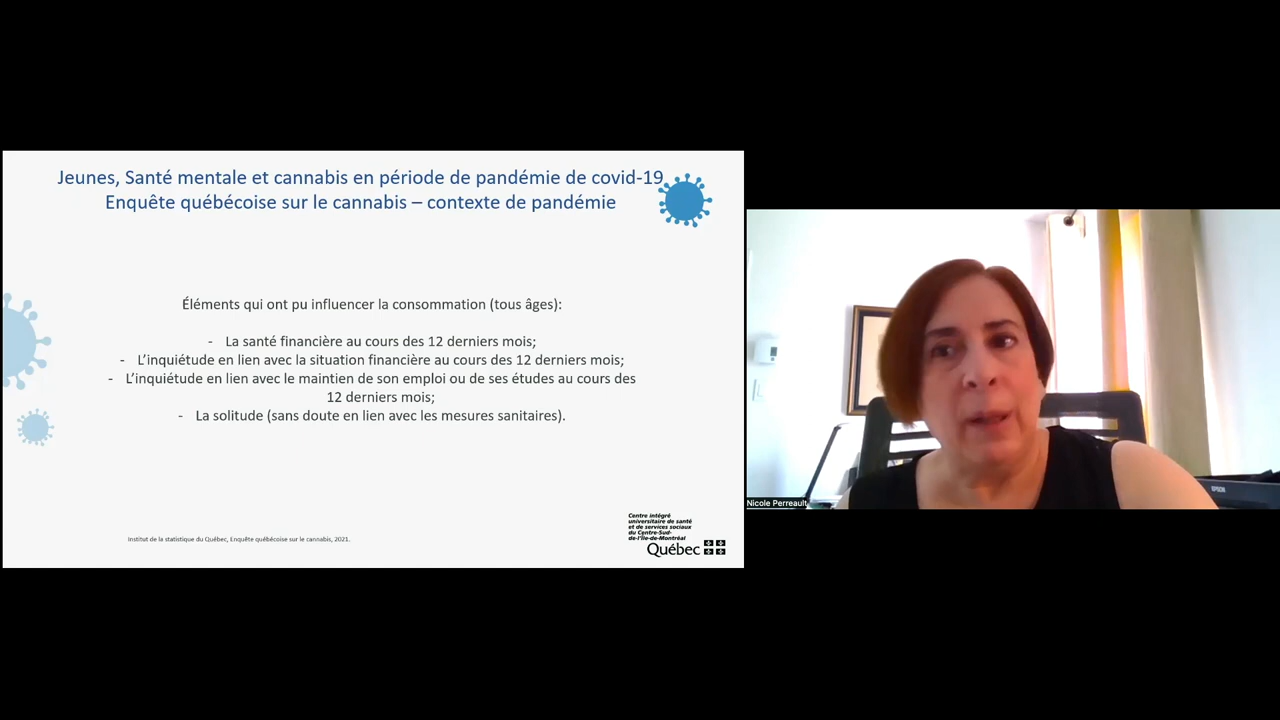 Jeunes, Santé mentale et cannabis en période de pandémie de covid-19
Enquête québécoise sur le cannabis – contexte de pandémie
Éléments qui ont pu influencer la consommation (tous âges):
- La santé financière au cours des 12 derniers mois;
- L'inquiétude en lien avec la situation financière au cours des 12 derniers mois;
- L'inquiétude en lien avec le maintien de son emploi ou de ses études au cours des
12 derniers mois;
- La solitude (sans doute en lien avec les mesures sanitaires).
Institut de la statistique du Québec, Enquête québécoise sur le cannabis, 2021.
Centre intégré
universitaire de santé
et de services sociaux
du Centre-Sud-
de-l'Île-de-Montréal
Québec
Nicole Perreault
EPSON